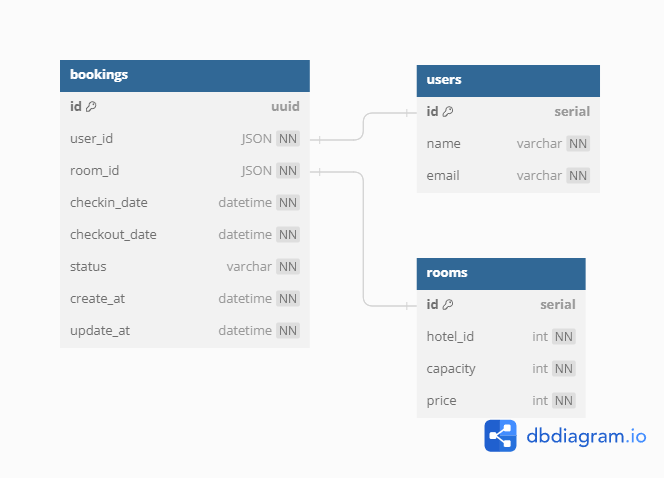 bookings
id uuid
user_id JSON NN
room_id JSON NN
checkin_date datetime NN
checkout_date datetime NN
status varchar NN
create_at datetime NN
update_at datetime NN
users
id serial
name varchar NN
email varchar NN
rooms
id serial
hotel_id int NN
capacity int NN
price int NN
dbdiagram.io